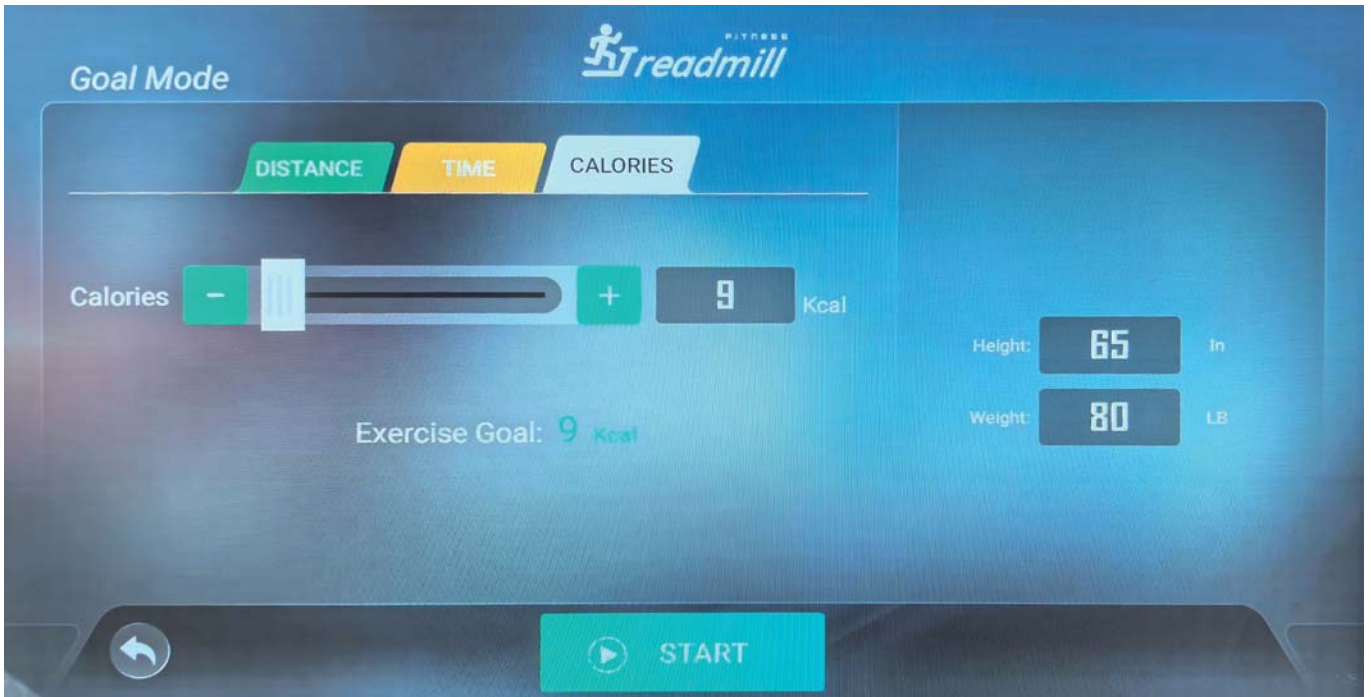 FITNESS
Treadmill
Goal Mode
DISTANCE TIME CALORIES
Calories - + 9 Kcal
Height: 65 In
Weight: 80 LB
Exercise Goal: 9 Kcal
START